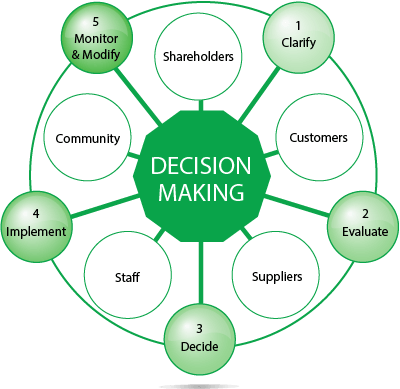 5
Monitor
& Modify
Shareholders
1
Clarify
Community
Customers
DECISION
MAKING
4
Implement
2
Evaluate
Staff
Suppliers
3
Decide